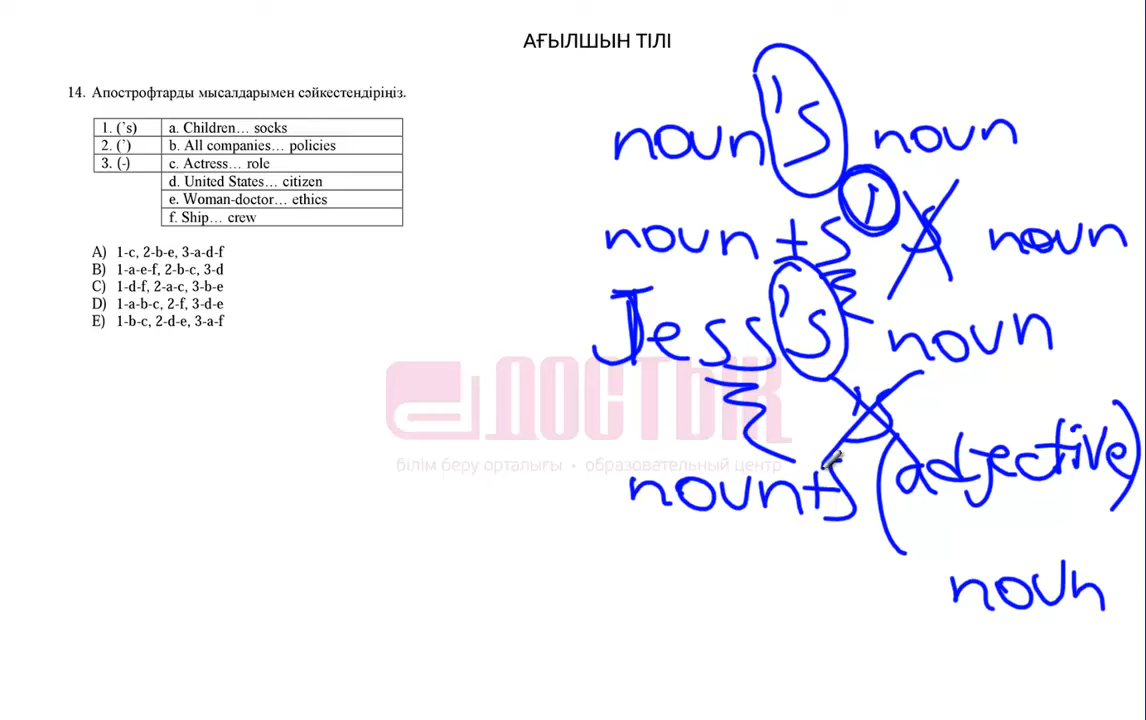 АҒЫЛШЫН ТІЛІ
14. Апострофтарды мысалдарымен сәйкестендіріңіз.
1. (’s) a. Children… socks
2. (’) b. All companies… policies
3. (-) c. Actress… role
d. United States… citizen
e. Woman-doctor… ethics
f. Ship… crew
A) 1-c, 2-b-e, 3-a-d-f
B) 1-a-e-f, 2-b-c, 3-d
C) 1-d-f, 2-a-c, 3-b-e
D) 1-a-b-c, 2-f, 3-d-e
E) 1-b-c, 2-d-e, 3-a-f
noun 's noun
noun +s ' s noun
Jess's noun
noun+s (adjective)
noun
ДОСТЫҚ
білім беру орталығы • образовательный центр